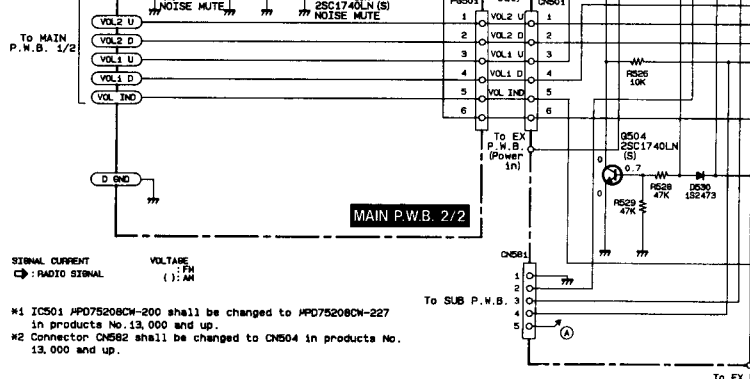 NOISE MUTE
2SC1740LN (S)
NOISE MUTE
PG501
CN501
To MAIN
P.W.B. 1/2
VOL2 U
VOL2 D
VOL1 U
VOL1 D
VOL IND
1 VOL2 U 1
2 VOL2 D 2
3 VOL1 U 3
4 VOL1 D 4
5 VOL IND 5
6 6
To EX
P.W.B.
(Power
in)
R526
10K
Q504
2SC1740LN
(S)
0
0.7
0
R528
47K
D530
1S2473
R529
47K
D GND
MAIN P.W.B. 2/2
SIGNAL CURRENT
: RADIO SIGNAL
VOLTAGE
: FM
( ): AM
CN581
To SUB P.W.B.
1
2
3
4
5
A
*1 IC501 μPD75208CW-200 shall be changed to μPD75208CW-227
in products No.13,000 and up.
*2 Connector CN582 shall be changed to CN504 in products No.
13,000 and up.
To EX